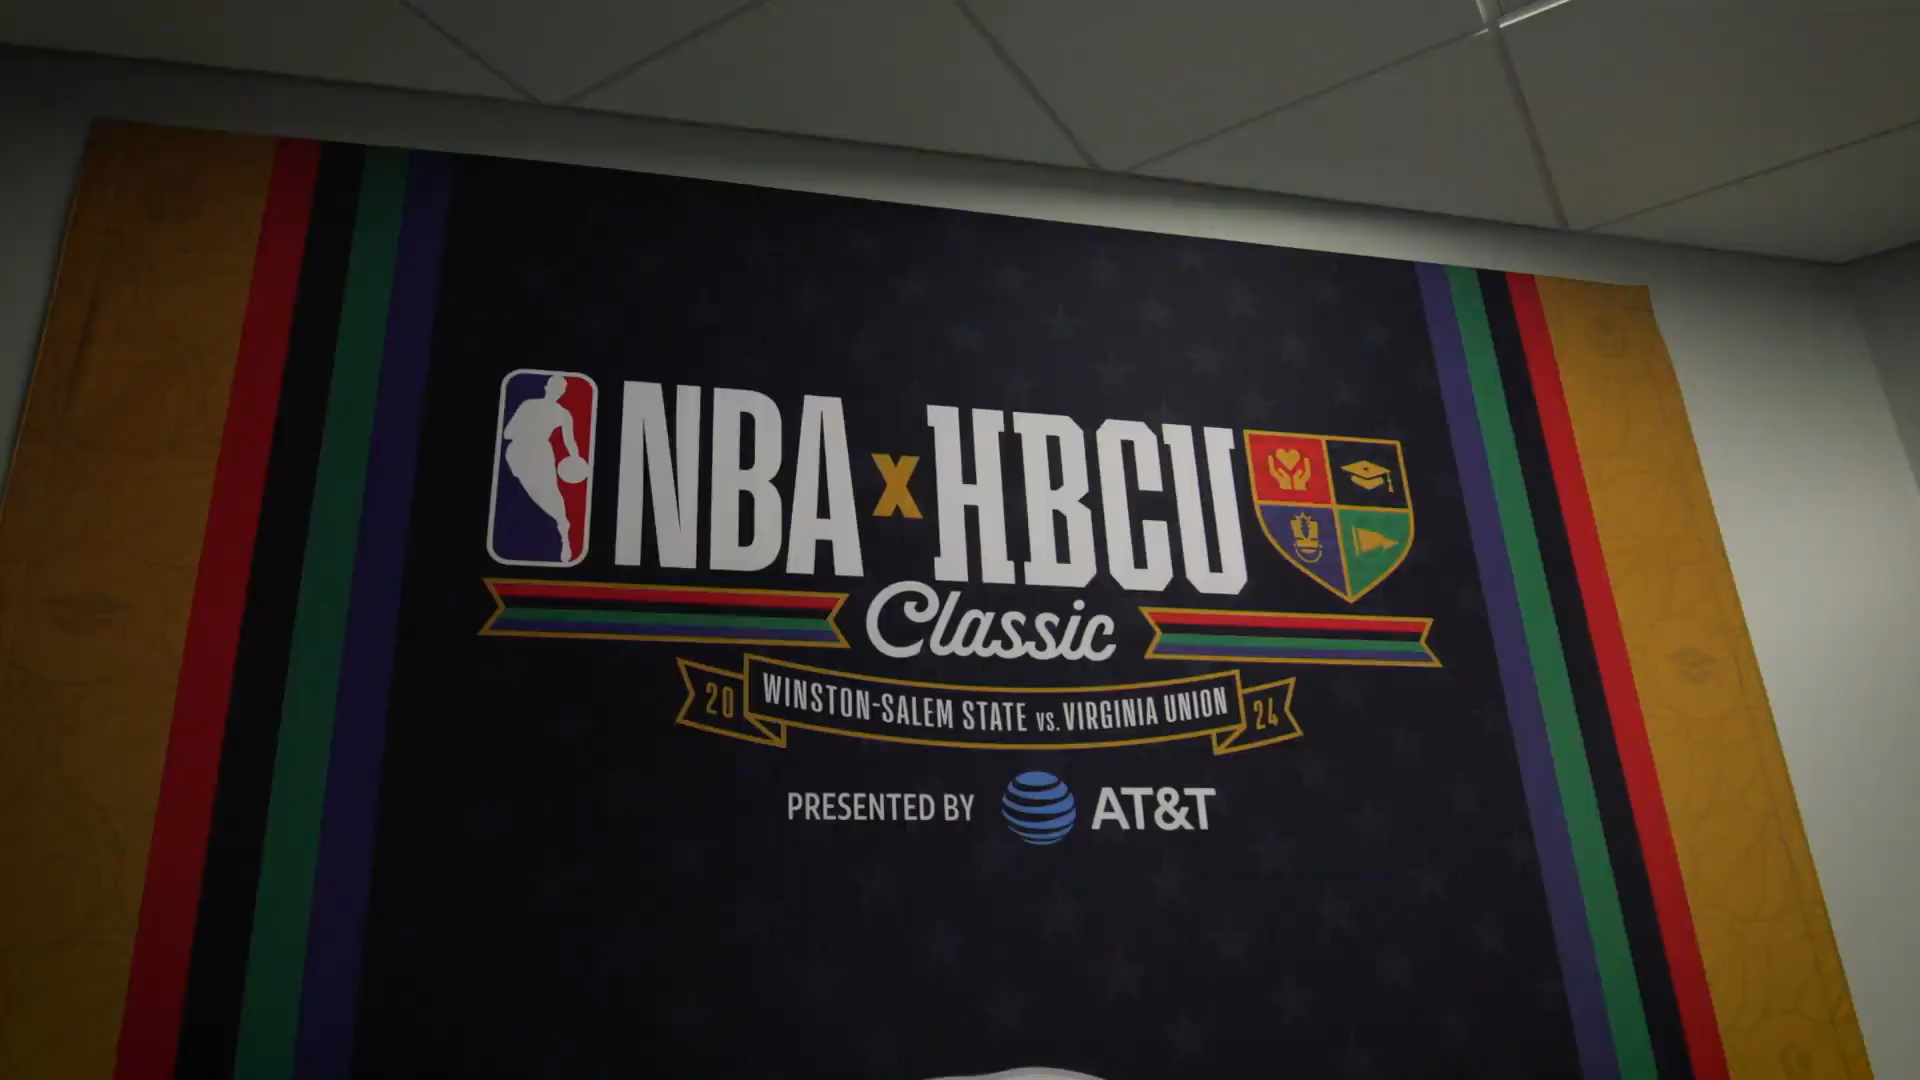 NBA x HBCU
Classic
20 WINSTON-SALEM STATE VS. VIRGINIA UNION 24
PRESENTED BY AT&T